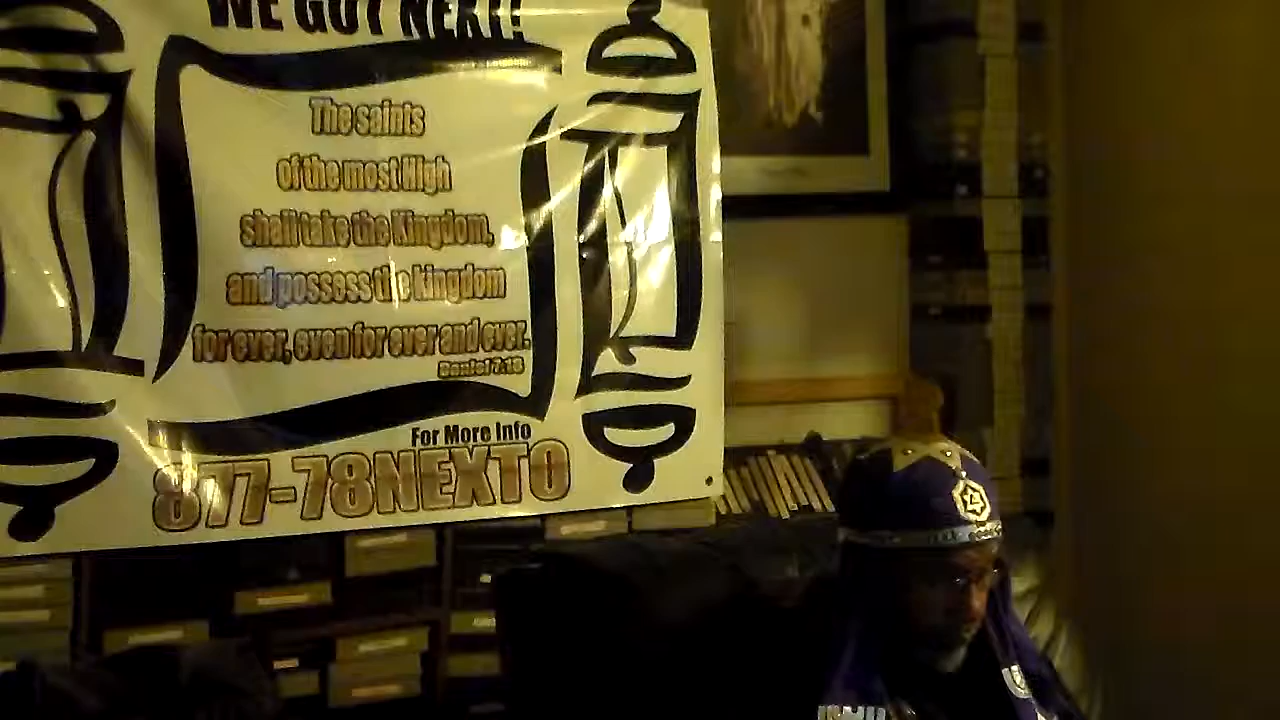 WE GOT NEXT!
The saints
of the most High
shall take the Kingdom,
and possess the kingdom
for ever, even for ever and ever.
Daniel 7:18
For More Info
877-78NEXTO